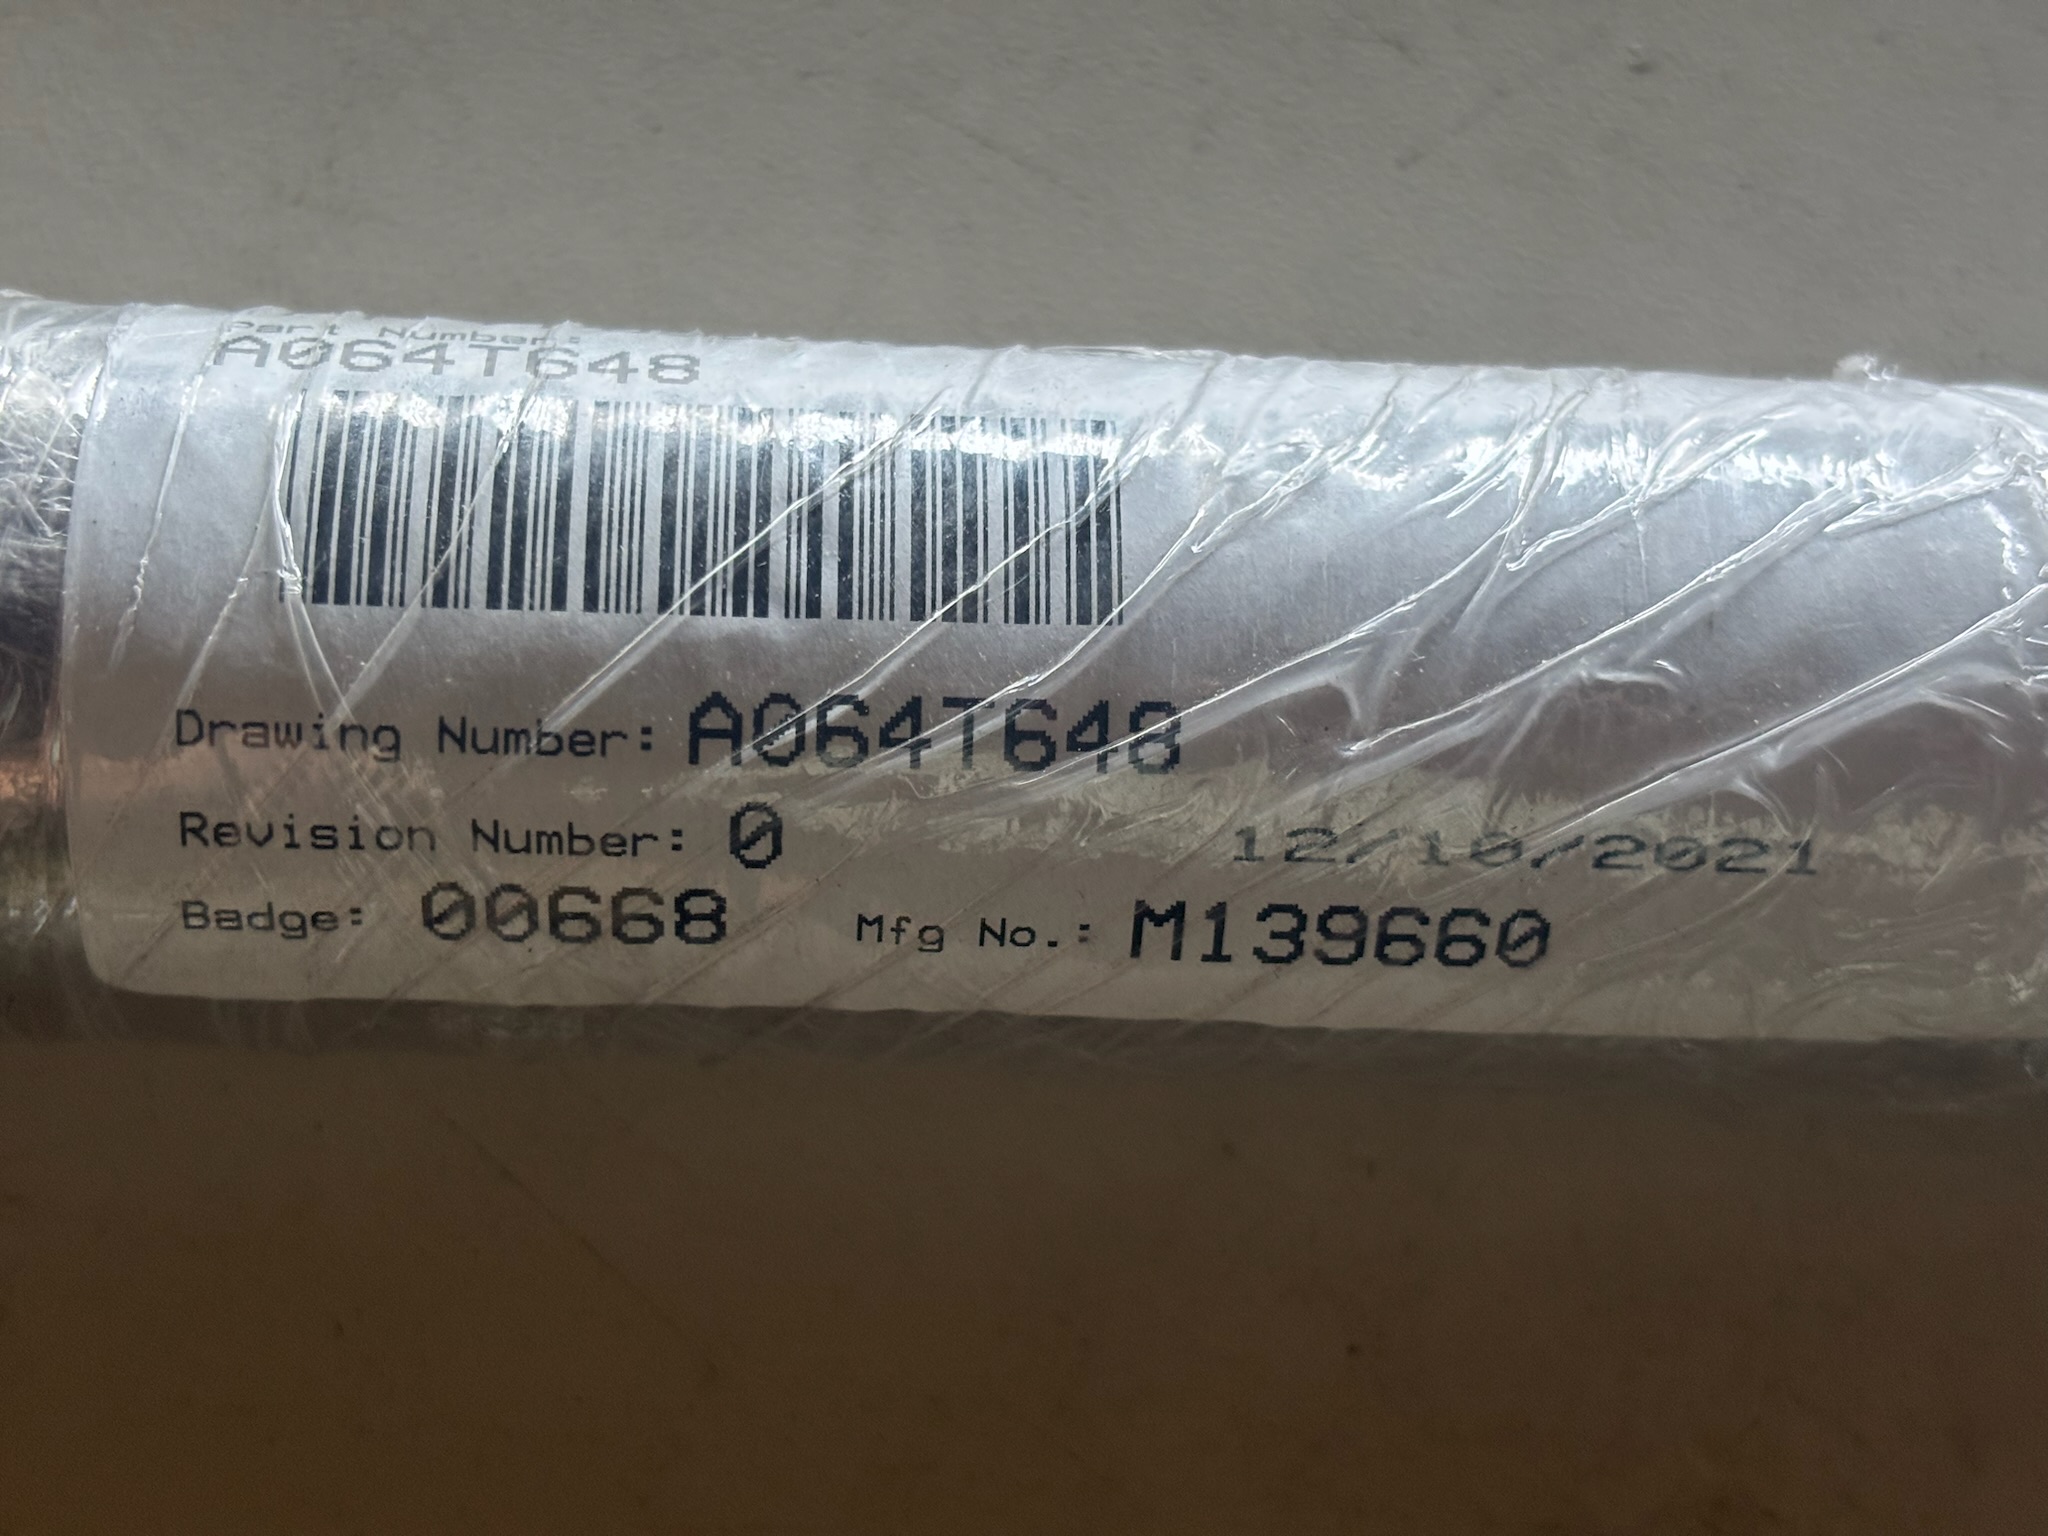 Part Number:
A064T648
Drawing Number: A064T648
Revision Number: 0 12/10/2021
Badge: 00668 Mfg No.: M139660